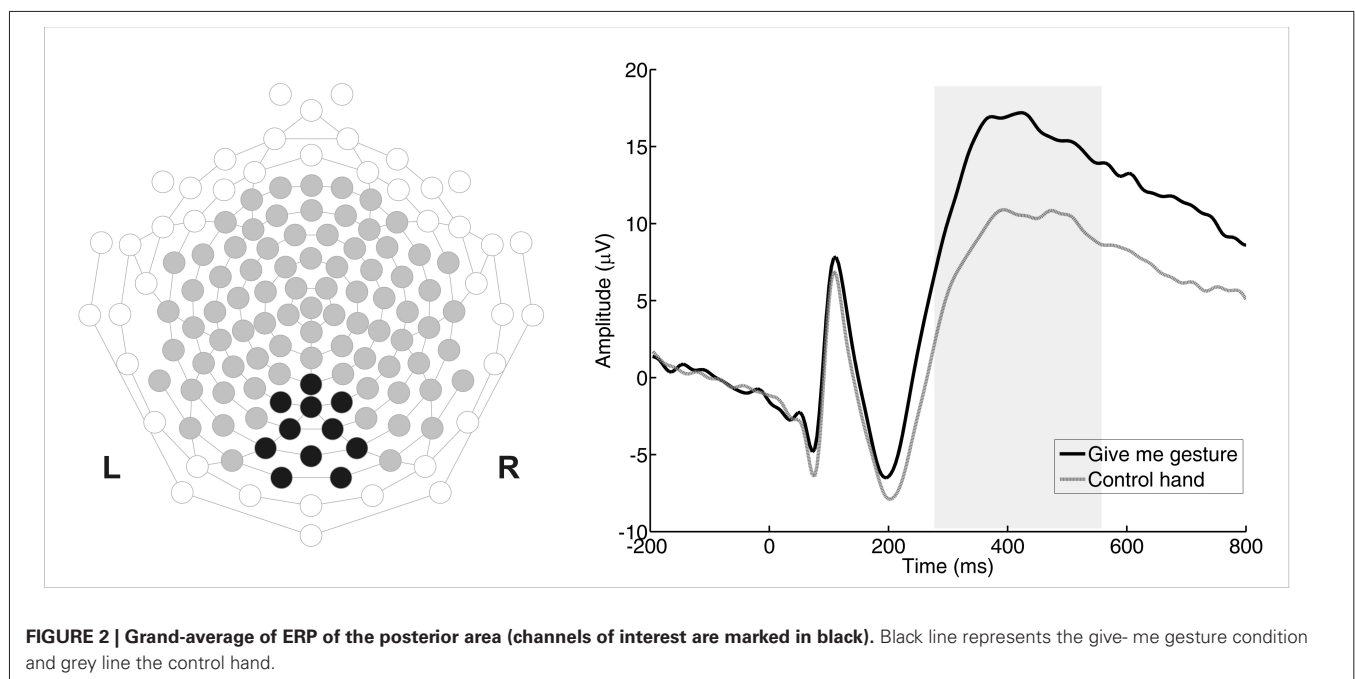 L
R
20
15
10
5
0
-5
-10
Amplitude (μV)
-200
0
200
400
600
800
Time (ms)
Give me gesture
Control hand
FIGURE 2 | Grand-average of ERP of the posterior area (channels of interest are marked in black). Black line represents the give- me gesture condition
and grey line the control hand.